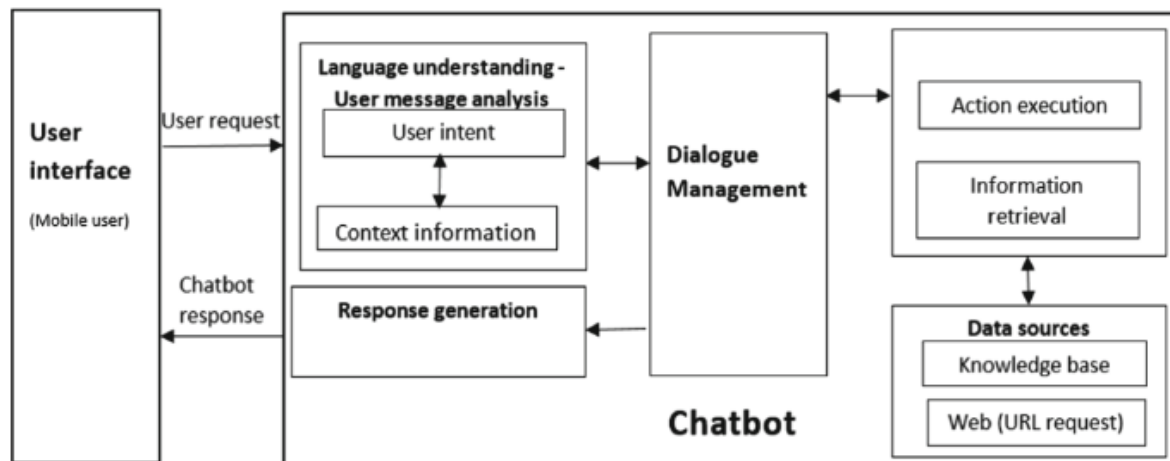 User
interface
(Mobile user)
User request
Chatbot
response
Language understanding -
User message analysis
User intent
Context information
Response generation
Dialogue
Management
Action execution
Information
retrieval
Data sources
Knowledge base
Web (URL request)
Chatbot